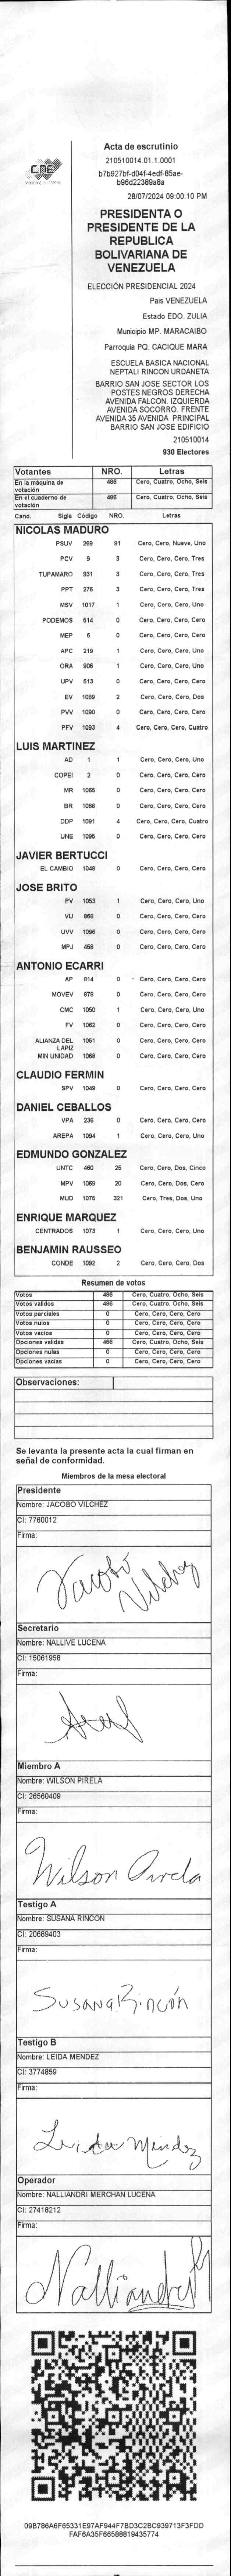 CNE
Acta de escrutinio
210510014.01.1.0001
b7b927bf-d04f-4edf-85ae-
b96d22389a8a
28/07/2024 09:00:10 PM
PRESIDENTA O
PRESIDENTE DE LA
REPUBLICA
BOLIVARIANA DE
VENEZUELA
ELECCIÓN PRESIDENCIAL 2024
Pais VENEZUELA
Estado EDO. ZULIA
Municipio MP. MARACAIBO
Parroquia PQ. CACIQUE MARA
ESCUELA BASICA NACIONAL
NEPTALI RINCON URDANETA
BARRIO SAN JOSE SECTOR LOS
POSTES NEGROS DERECHA
AVENIDA FALCON. IZQUIERDA
AVENIDA SOCORRO. FRENTE
AVENIDA 35 AVENIDA PRINCIPAL
BARRIO SAN JOSE EDIFICIO
210510014
930 Electores
Votantes NRO. Letras
En la máquina de votación 486 Cero, Cuatro, Ocho, Seis
En el cuaderno de votación 486 Cero, Cuatro, Ocho, Seis
Cand. Sigla Código NRO. Letras
NICOLAS MADURO
PSUV 269 91 Cero, Cero, Nueve, Uno
PCV 9 3 Cero, Cero, Cero, Tres
TUPAMARO 931 3 Cero, Cero, Cero, Tres
PPT 276 3 Cero, Cero, Cero, Tres
MSV 1017 1 Cero, Cero, Cero, Uno
PODEMOS 514 0 Cero, Cero, Cero, Cero
MEP 6 0 Cero, Cero, Cero, Cero
APC 219 1 Cero, Cero, Cero, Uno
ORA 906 1 Cero, Cero, Cero, Uno
UPV 613 0 Cero, Cero, Cero, Cero
EV 1089 2 Cero, Cero, Cero, Dos
PVV 1090 0 Cero, Cero, Cero, Cero
PFV 1093 4 Cero, Cero, Cero, Cuatro
LUIS MARTINEZ
AD 1 1 Cero, Cero, Cero, Uno
COPEI 2 0 Cero, Cero, Cero, Cero
MR 1065 0 Cero, Cero, Cero, Cero
BR 1066 0 Cero, Cero, Cero, Cero
DDP 1091 4 Cero, Cero, Cero, Cuatro
UNE 1095 0 Cero, Cero, Cero, Cero
JAVIER BERTUCCI
EL CAMBIO 1048 0 Cero, Cero, Cero, Cero
JOSE BRITO
PV 1053 1 Cero, Cero, Cero, Uno
VU 868 0 Cero, Cero, Cero, Cero
UVV 1096 0 Cero, Cero, Cero, Cero
MPJ 458 0 Cero, Cero, Cero, Cero
ANTONIO ECARRI
AP 814 0 Cero, Cero, Cero, Cero
MOVEV 878 0 Cero, Cero, Cero, Cero
CMC 1050 1 Cero, Cero, Cero, Uno
FV 1062 0 Cero, Cero, Cero, Cero
ALIANZA DEL LAPIZ 1051 0 Cero, Cero, Cero, Cero
MIN UNIDAD 1068 0 Cero, Cero, Cero, Cero
CLAUDIO FERMIN
SPV 1049 0 Cero, Cero, Cero, Cero
DANIEL CEBALLOS
VPA 236 0 Cero, Cero, Cero, Cero
AREPA 1094 1 Cero, Cero, Cero, Uno
EDMUNDO GONZALEZ
UNTC 460 25 Cero, Cero, Dos, Cinco
MPV 1069 20 Cero, Cero, Dos, Cero
MUD 1075 321 Cero, Tres, Dos, Uno
ENRIQUE MARQUEZ
CENTRADOS 1073 1 Cero, Cero, Cero, Uno
BENJAMIN RAUSSEO
CONDE 1092 2 Cero, Cero, Cero, Dos
Resumen de votos
Votos 486 Cero, Cuatro, Ocho, Seis
Votos validos 486 Cero, Cuatro, Ocho, Seis
Votos parciales 0 Cero, Cero, Cero, Cero
Votos nulos 0 Cero, Cero, Cero, Cero
Votos vacios 0 Cero, Cero, Cero, Cero
Opciones validas 486 Cero, Cuatro, Ocho, Seis
Opciones nulas 0 Cero, Cero, Cero, Cero
Opciones vacias 0 Cero, Cero, Cero, Cero
Observaciones:
Se levanta la presente acta la cual firman en
señal de conformidad.
Miembros de la mesa electoral
Presidente
Nombre: JACOBO VILCHEZ
CI: 7760012
Firma:
Jacobo Vilchez
Secretario
Nombre: NALLIVE LUCENA
CI: 15061958
Firma:
Miembro A
Nombre: WILSON PIRELA
CI: 26560409
Firma:
Wilson Pirela
Testigo A
Nombre: SUSANA RINCON
CI: 20689403
Firma:
Susana Rincón
Testigo B
Nombre: LEIDA MENDEZ
CI: 3774859
Firma:
Leida Mendez
Operador
Nombre: NALLIANDRI MERCHAN LUCENA
CI: 27418212
Firma:
Nalliandri
09B786A6F65331E97AF944F7BD3C2BC939713F3FDD
FAF6A35F66588819435774